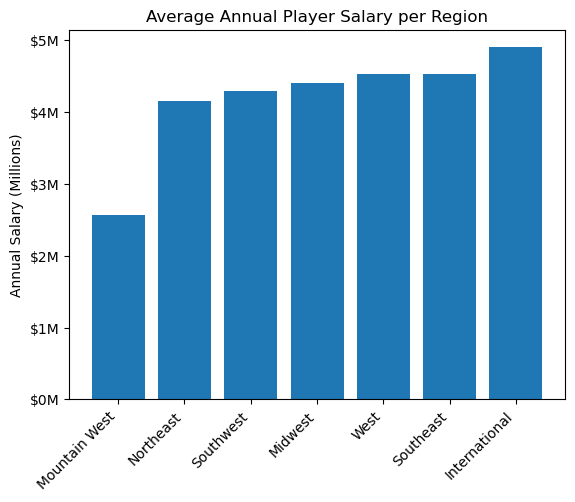 Average Annual Player Salary per Region
Annual Salary (Millions)
$5M
$4M
$3M
$2M
$1M
$0M
Mountain West
Northeast
Southwest
Midwest
West
Southeast
International